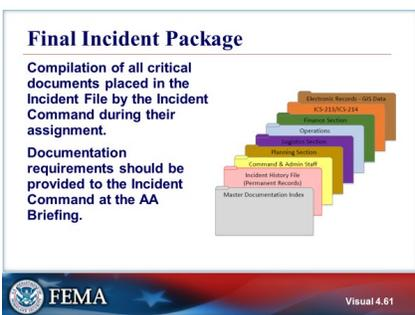 Final Incident Package
Compilation of all critical
documents placed in the
Incident File by the Incident
Command during their
assignment.
Documentation
requirements should be
provided to the Incident
Command at the AA
Briefing.
Electronic Records - GIS Data
ICS-213/ICS-214
Finance Section
Operations
Logistics Section
Planning Section
Command & Admin Staff
Incident History File
(Permanent Records)
Master Documentation Index
FEMA
Visual 4.61